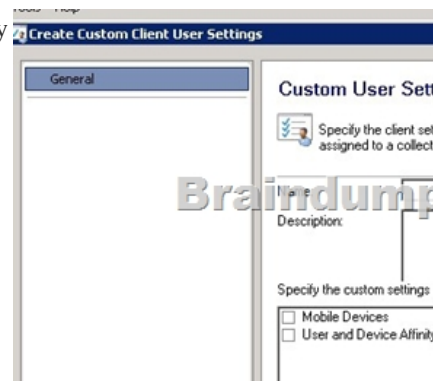 y
Create Custom Client User Settings
General
Custom User Sett
Specify the client set
assigned to a collect
Braindump
Description:
Specify the custom settings
Mobile Devices
User and Device Affinity